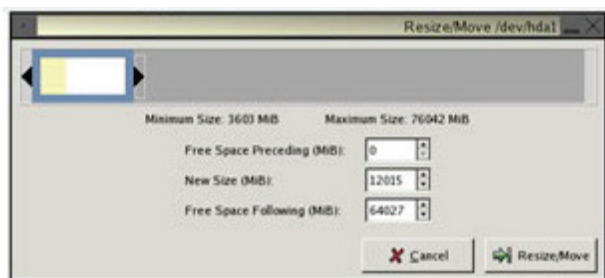 Resize/Move /dev/hda1
Minimum Size: 3603 MiB Maximum Size: 76042 MiB
Free Space Preceding (MiB): 0
New Size (MiB): 12015
Free Space Following (MiB): 64027
Cancel Resize/Move